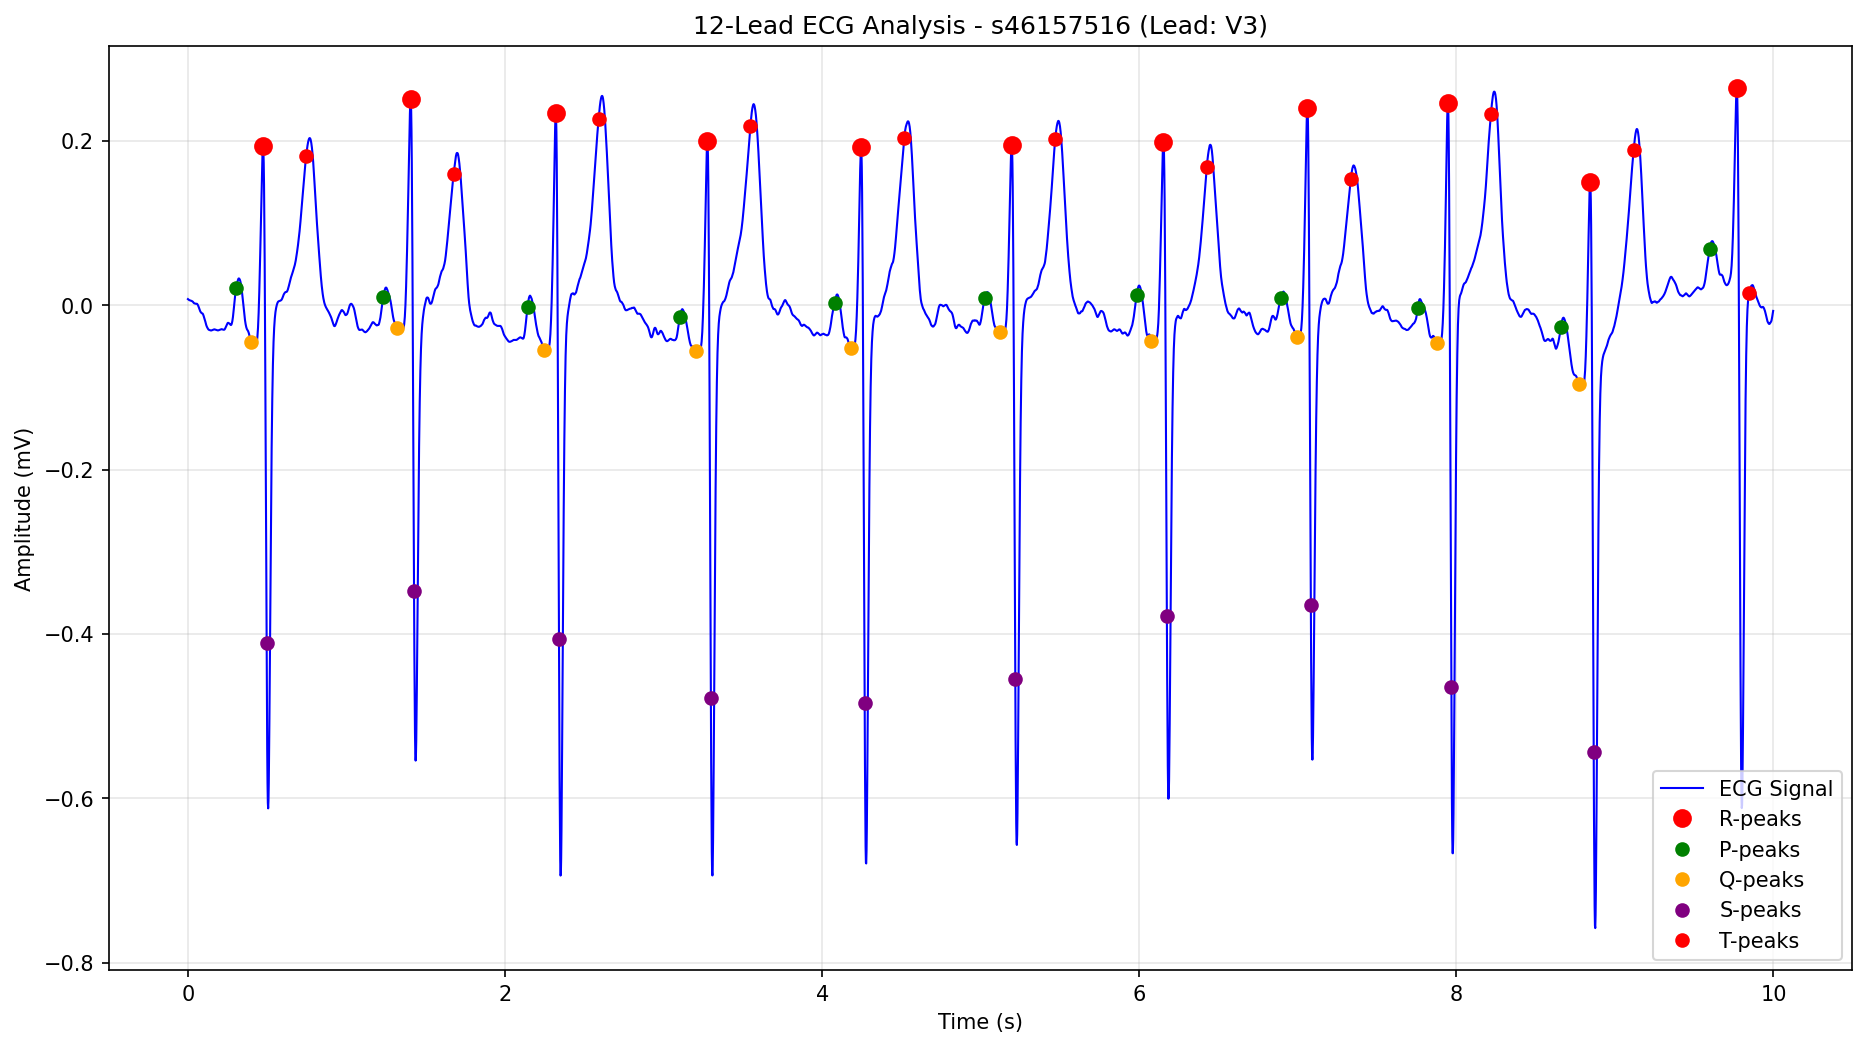 12-Lead ECG Analysis - s46157516 (Lead: V3)
Amplitude (mV)
0.2
0.0
−0.2
−0.4
−0.6
−0.8
0 2 4 6 8 10
Time (s)
ECG Signal
R-peaks
P-peaks
Q-peaks
S-peaks
T-peaks